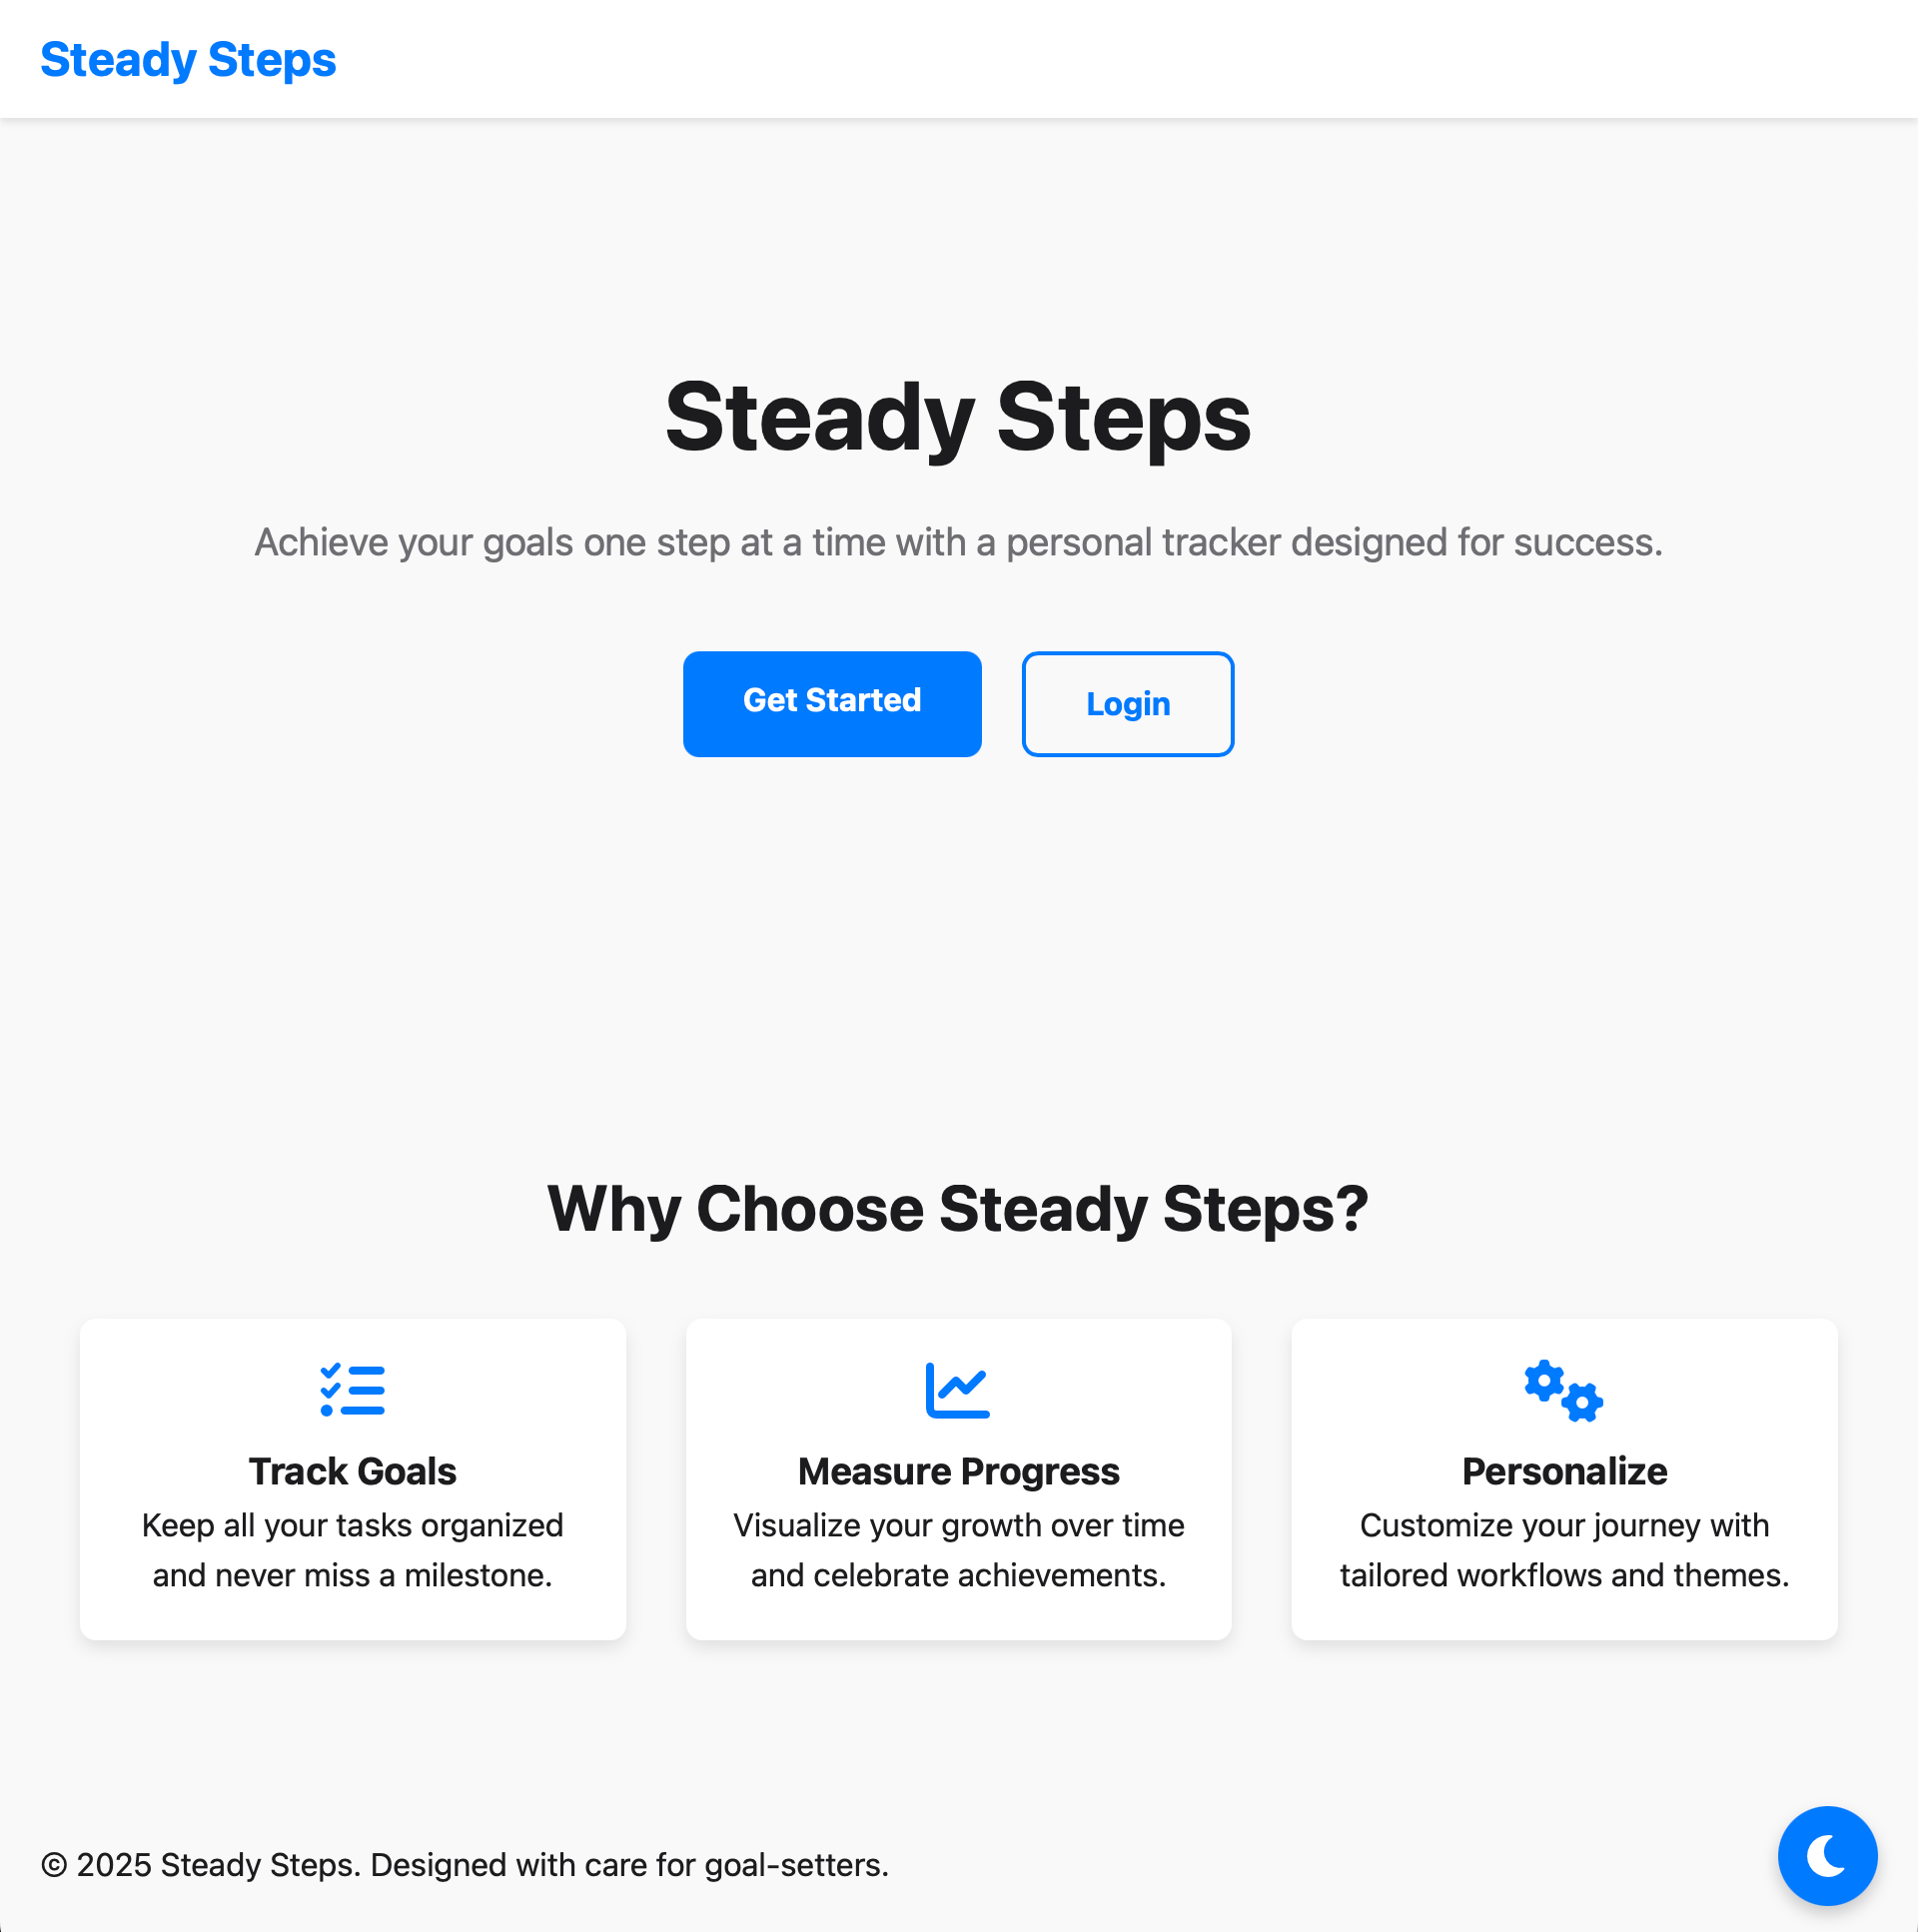 Steady Steps
Steady Steps
Achieve your goals one step at a time with a personal tracker designed for success.
Get Started
Login
Why Choose Steady Steps?
Track Goals
Keep all your tasks organized
and never miss a milestone.
Measure Progress
Visualize your growth over time
and celebrate achievements.
Personalize
Customize your journey with
tailored workflows and themes.
© 2025 Steady Steps. Designed with care for goal-setters.